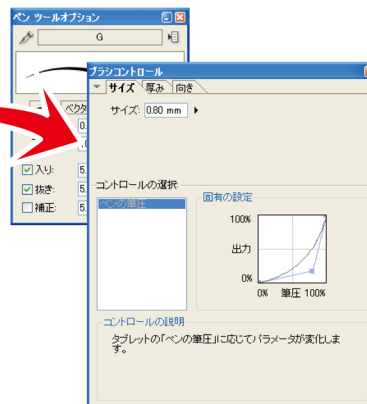 ペン ツールオプション
G
ベクタ
0.
.0
入り: 5.
抜き: 5.
補正: 5.
ブラシコントロール
サイズ 厚み 向き
サイズ: 0.80 mm
コントロールの選択
ペンの筆圧
固有の設定
100%
出力
0%
0% 筆圧 100%
コントロールの説明
タブレットの「ペンの筆圧」に応じてパラメータが変化しま
す。